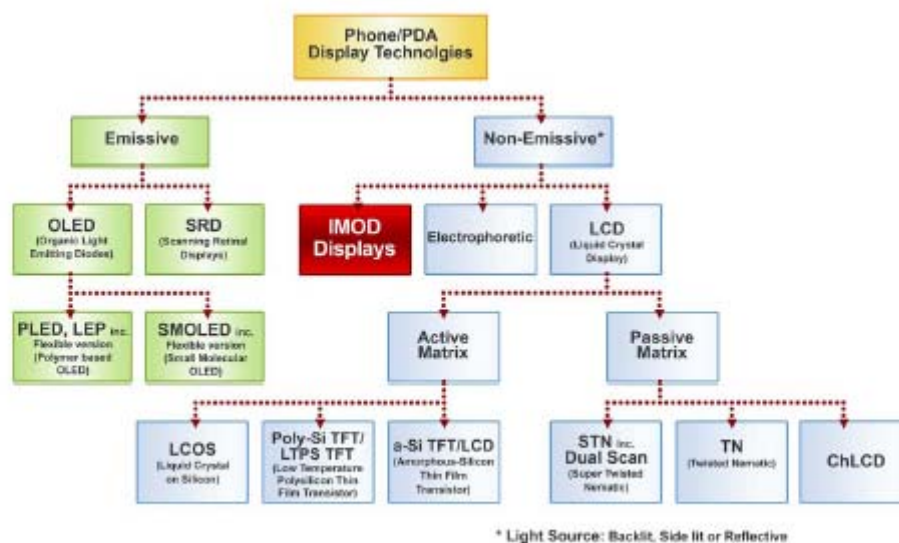 Phone/PDA
Display Technolgies
Emissive
Non-Emissive*
OLED
(Organic Light
Emitting Diodes)
SRD
(Scanning Retinal
Displays)
IMOD
Displays
Electrophoretic
LCD
(Liquid Crystal
Display)
PLED, LEP inc.
Flexible version
(Polymer based
OLED)
SMOLED inc.
Flexible version
(Small Molecular
OLED)
Active
Matrix
Passive
Matrix
LCOS
(Liquid Crystal
on Silicon)
Poly-Si TFT/
LTPS TFT
(Low Temperature
Polysilicon Thin
Film Transistor)
a-Si TFT/LCD
(Amorphous-Silicon
Thin Film
Transistor)
STN inc.
Dual Scan
(Super Twisted
Nematic)
TN
(Twisted Nematic)
ChLCD
* Light Source: Backlit, Side lit or Reflective